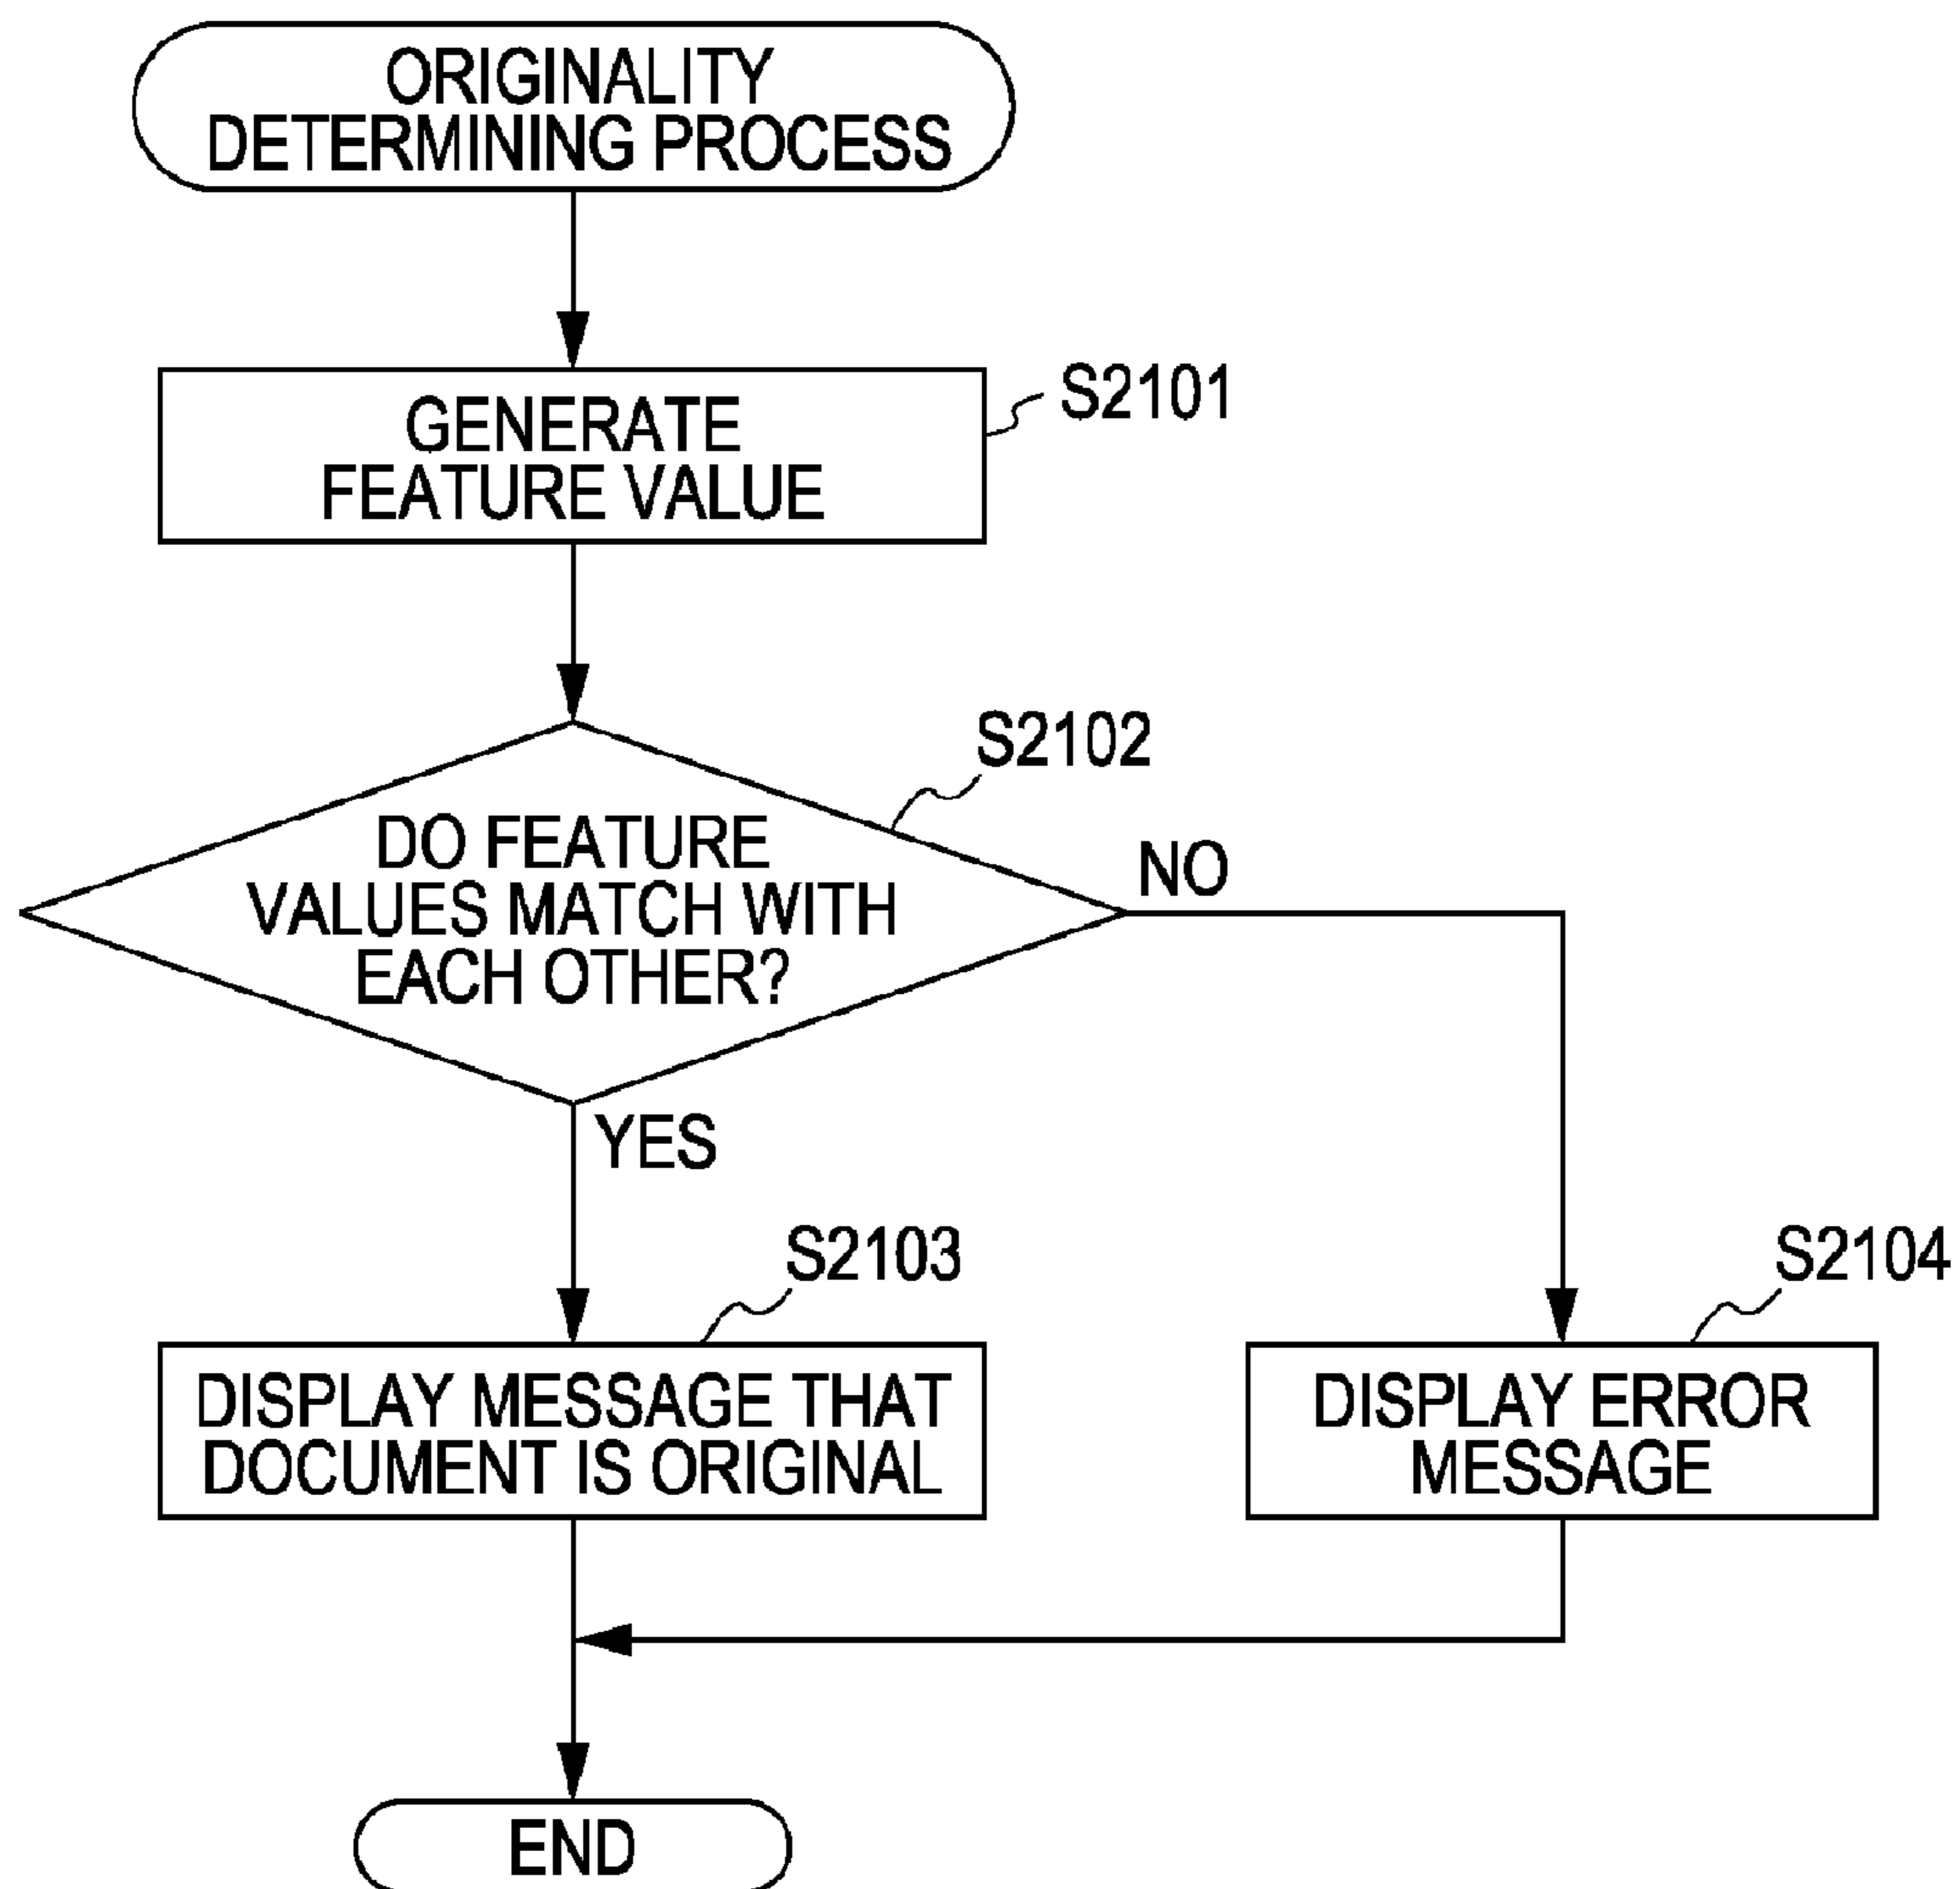 ORIGINALITY
DETERMINING PROCESS
GENERATE
FEATURE VALUE
S2101
DO FEATURE
VALUES MATCH WITH
EACH OTHER?
S2102
NO
YES
DISPLAY MESSAGE THAT
DOCUMENT IS ORIGINAL
S2103
DISPLAY ERROR
MESSAGE
S2104
END